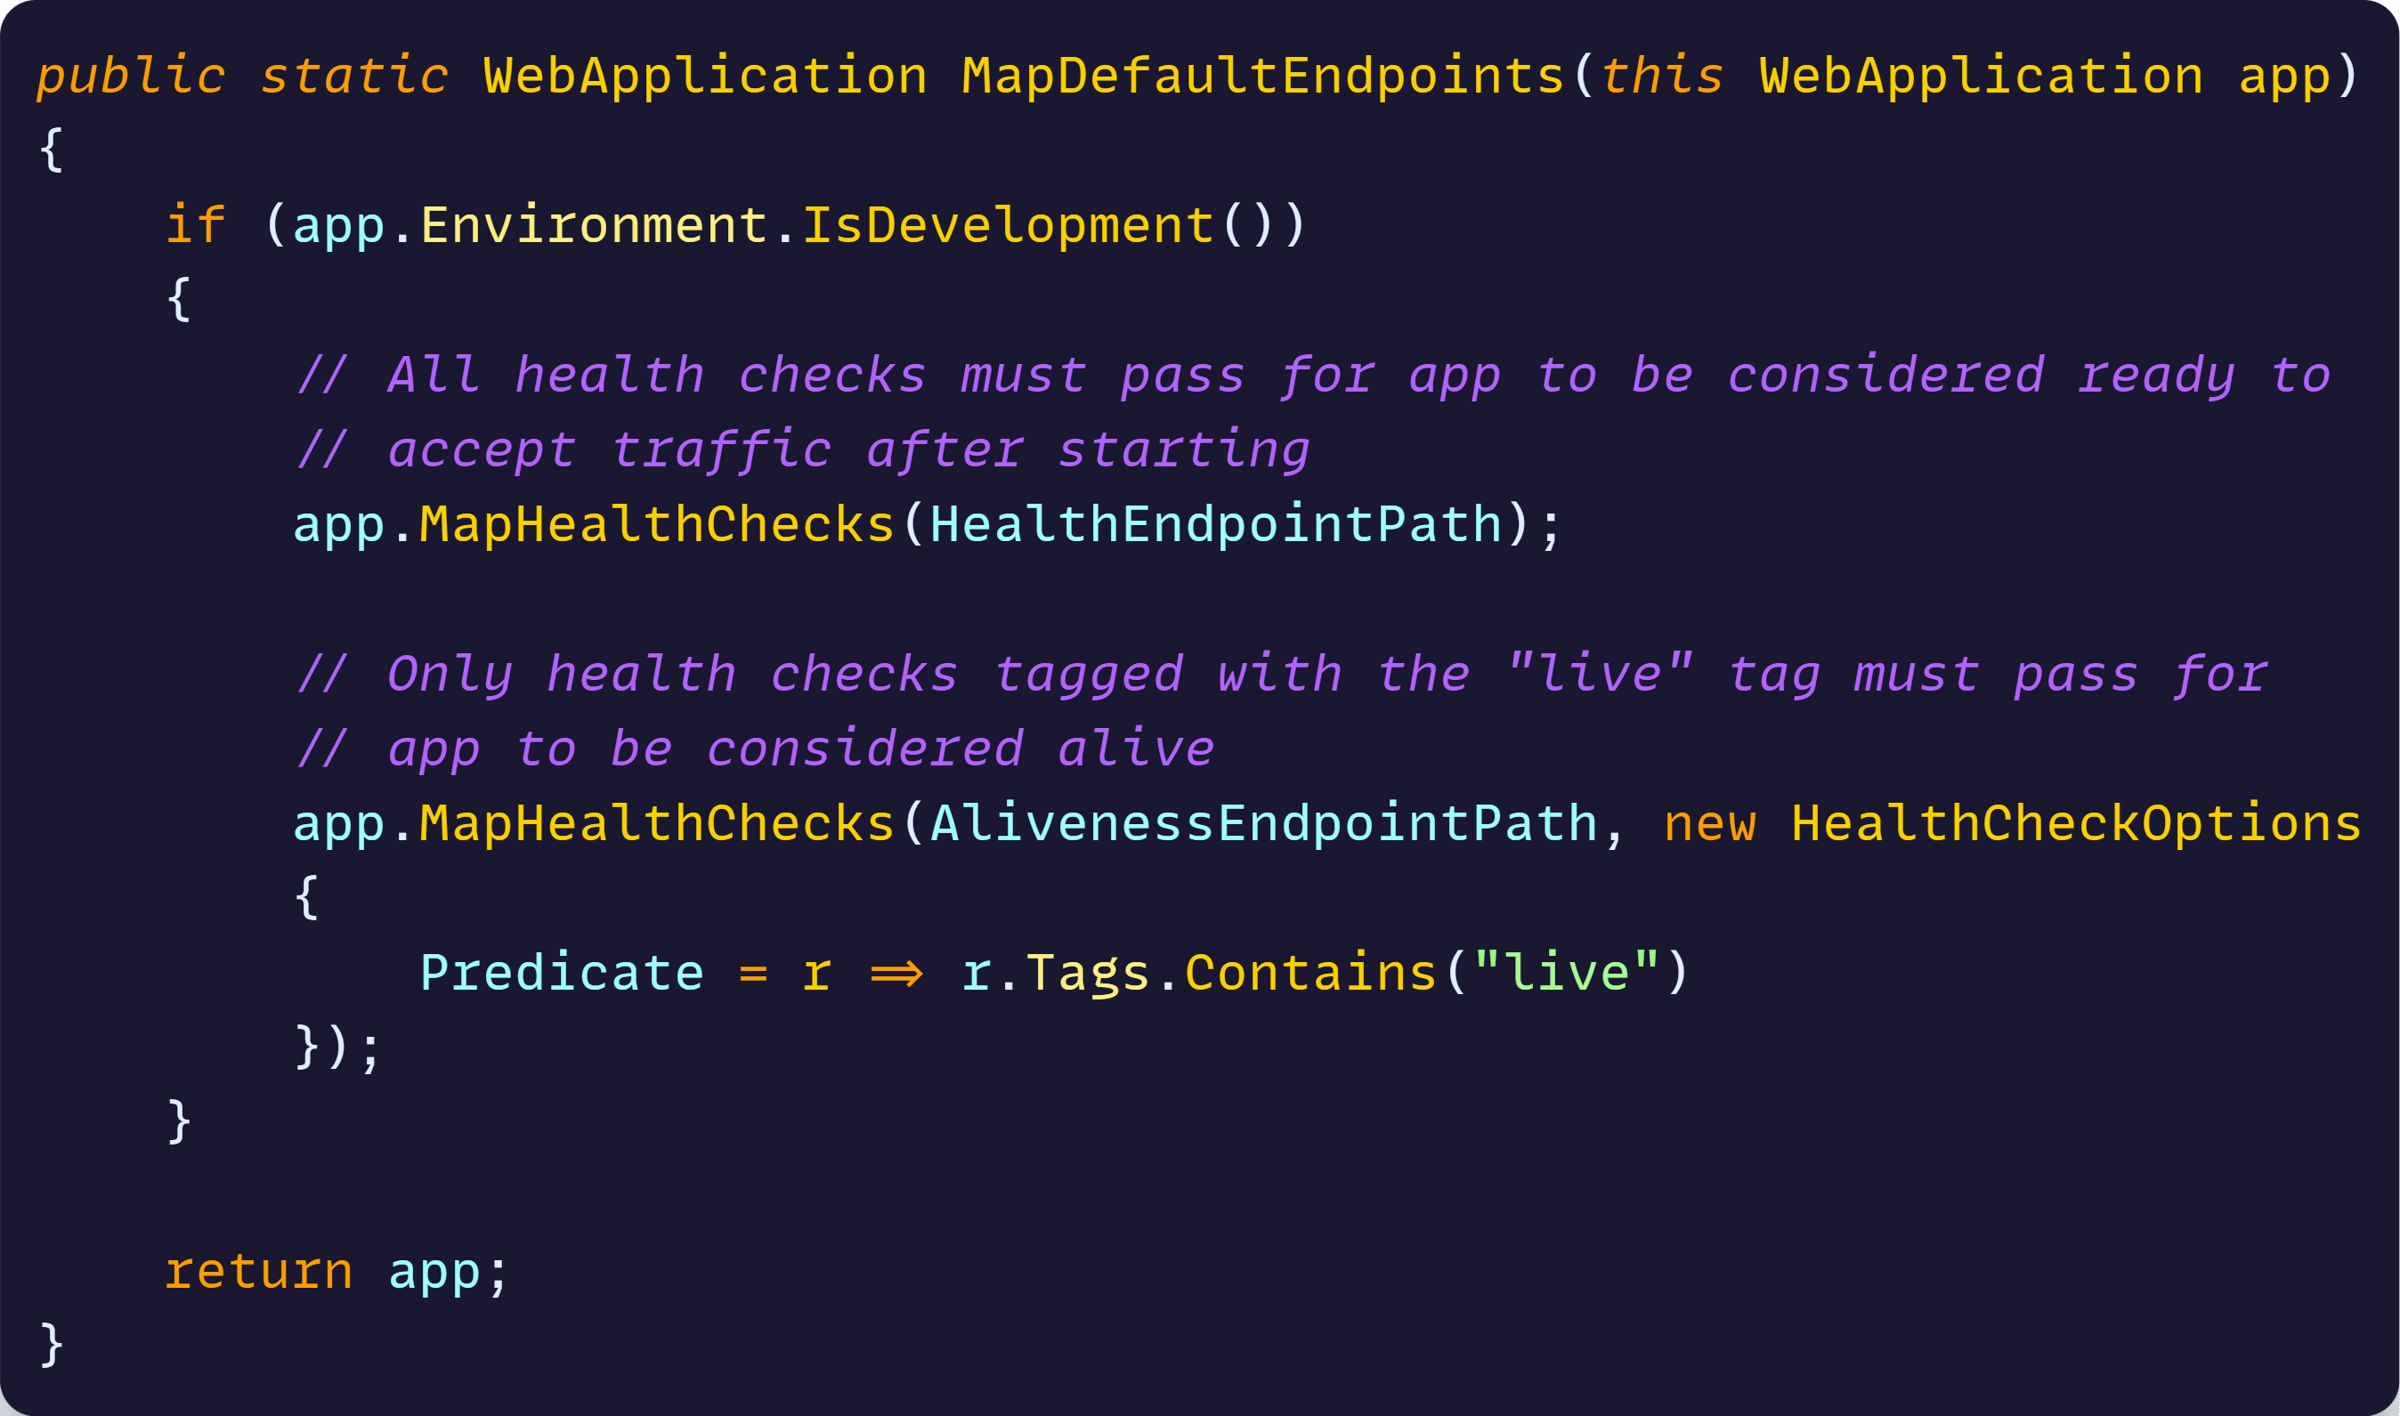 public static WebApplication MapDefaultEndpoints(this WebApplication app)
{
    if (app.Environment.IsDevelopment())
    {
        // All health checks must pass for app to be considered ready to
        // accept traffic after starting
        app.MapHealthChecks(HealthEndpointPath);

        // Only health checks tagged with the "live" tag must pass for
        // app to be considered alive
        app.MapHealthChecks(AlivenessEndpointPath, new HealthCheckOptions
        {
            Predicate = r => r.Tags.Contains("live")
        });
    }

    return app;
}